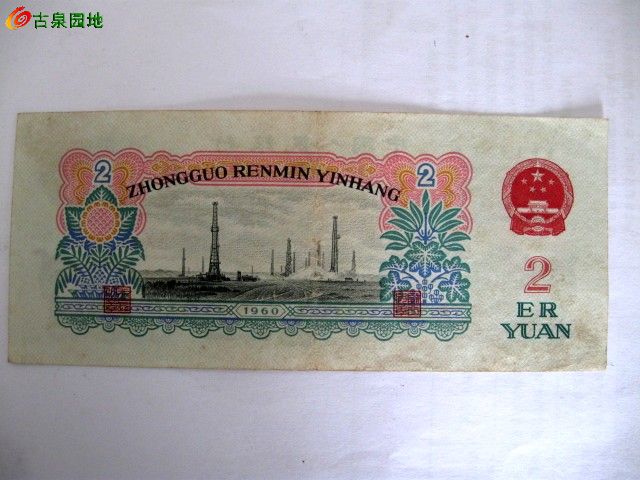 古泉园地
2
2
ZHONGGUO RENMIN YINHANG
1960
2
ER
YUAN